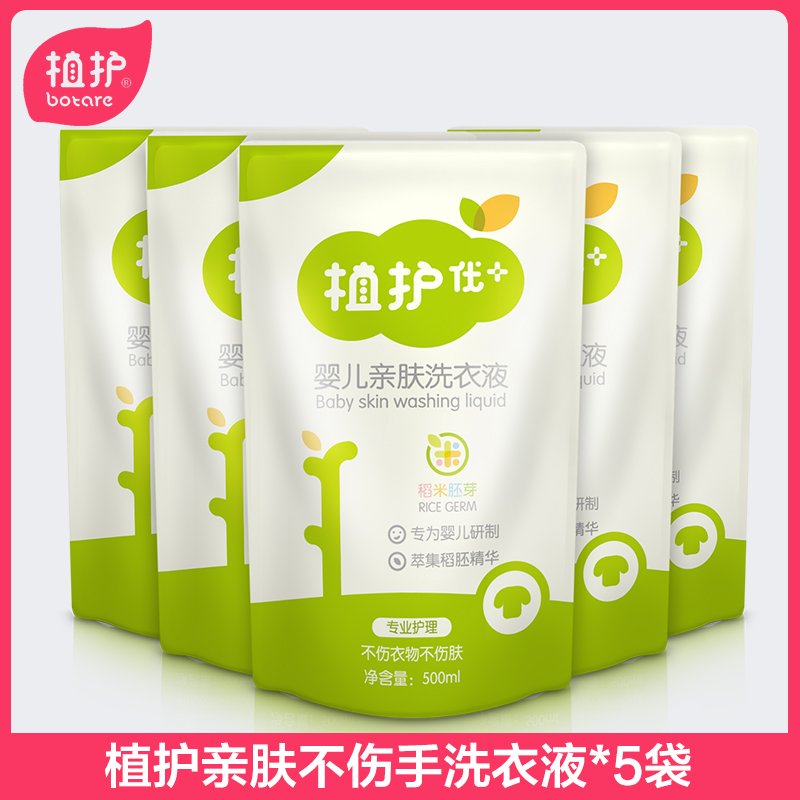 植护®
botare
植护优+
婴儿亲肤洗衣液
Baby skin washing liquid
稻米胚芽
RICE GERM
专为婴儿研制
萃集稻胚精华
专业护理
不伤衣物不伤肤
净含量：500ml
植护亲肤不伤手洗衣液*5袋